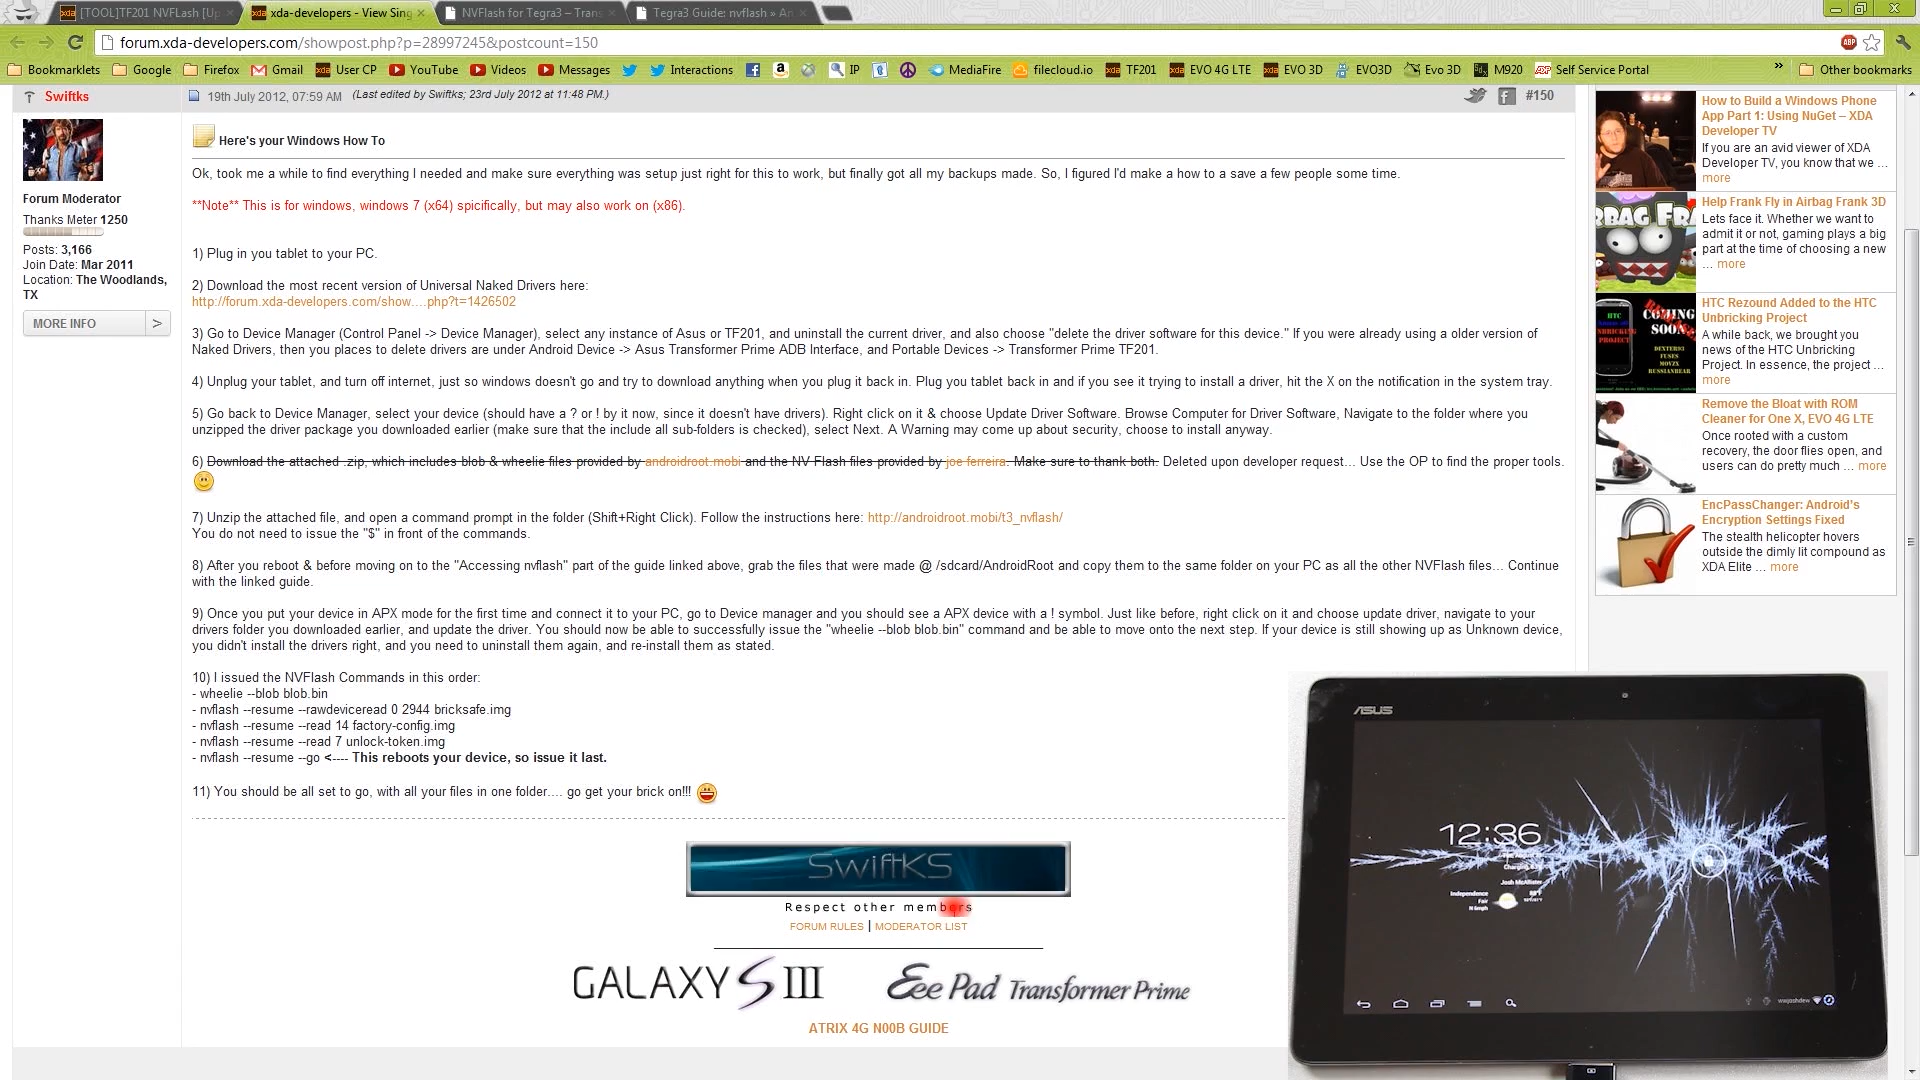 [TOOL]TF201 NVFlash [Up
xda-developers - View Sing
NVFlash for Tegra3 – Trans
Tegra3 Guide: nvflash » An
forum.xda-developers.com/showpost.php?p=28997245&postcount=150
ABP
Bookmarklets Google Firefox Gmail User CP YouTube Videos Messages Interactions IP MediaFire filecloud.io TF201 EVO 4G LTE EVO 3D EVO3D Evo 3D M920 Self Service Portal » Other bookmarks
Swiftks
19th July 2012, 07:59 AM (Last edited by Swiftks; 23rd July 2012 at 11:48 PM.)
#150
Forum Moderator
Thanks Meter 1250
Posts: 3,166
Join Date: Mar 2011
Location: The Woodlands,
TX
MORE INFO >
Here's your Windows How To
Ok, took me a while to find everything I needed and make sure everything was setup just right for this to work, but finally got all my backups made. So, I figured I'd make a how to a save a few people some time.
**Note** This is for windows, windows 7 (x64) spicifically, but may also work on (x86).
1) Plug in you tablet to your PC.
2) Download the most recent version of Universal Naked Drivers here:
http://forum.xda-developers.com/show....php?t=1426502
3) Go to Device Manager (Control Panel -> Device Manager), select any instance of Asus or TF201, and uninstall the current driver, and also choose "delete the driver software for this device." If you were already using a older version of
Naked Drivers, then you places to delete drivers are under Android Device -> Asus Transformer Prime ADB Interface, and Portable Devices -> Transformer Prime TF201.
4) Unplug your tablet, and turn off internet, just so windows doesn't go and try to download anything when you plug it back in. Plug you tablet back in and if you see it trying to install a driver, hit the X on the notification in the system tray.
5) Go back to Device Manager, select your device (should have a ? or ! by it now, since it doesn't have drivers). Right click on it & choose Update Driver Software. Browse Computer for Driver Software, Navigate to the folder where you
unzipped the driver package you downloaded earlier (make sure that the include all sub-folders is checked), select Next. A Warning may come up about security, choose to install anyway.
6) Download the attached .zip, which includes blob & wheelie files provided by androidroot.mobi and the NV Flash files provided by joe ferreira. Make sure to thank both. Deleted upon developer request... Use the OP to find the proper tools.
7) Unzip the attached file, and open a command prompt in the folder (Shift+Right Click). Follow the instructions here: http://androidroot.mobi/t3_nvflash/
You do not need to issue the "$" in front of the commands.
8) After you reboot & before moving on to the "Accessing nvflash" part of the guide linked above, grab the files that were made @ /sdcard/AndroidRoot and copy them to the same folder on your PC as all the other NVFlash files... Continue
with the linked guide.
9) Once you put your device in APX mode for the first time and connect it to your PC, go to Device manager and you should see a APX device with a ! symbol. Just like before, right click on it and choose update driver, navigate to your
drivers folder you downloaded earlier, and update the driver. You should now be able to successfully issue the "wheelie --blob blob.bin" command and be able to move onto the next step. If your device is still showing up as Unknown device,
you didn't install the drivers right, and you need to uninstall them again, and re-install them as stated.
10) I issued the NVFlash Commands in this order:
- wheelie --blob blob.bin
- nvflash --resume --rawdeviceread 0 2944 bricksafe.img
- nvflash --resume --read 14 factory-config.img
- nvflash --resume --read 7 unlock-token.img
- nvflash --resume --go <---- This reboots your device, so issue it last.
11) You should be all set to go, with all your files in one folder.... go get your brick on!!!
SwiftKS
Respect other members
FORUM RULES | MODERATOR LIST
GALAXY S III
Eee Pad Transformer Prime
ATRIX 4G N00B GUIDE
How to Build a Windows Phone
App Part 1: Using NuGet – XDA
Developer TV
If you are an avid viewer of XDA
Developer TV, you know that we ...
more
Help Frank Fly in Airbag Frank 3D
Lets face it. Whether we want to
admit it or not, gaming plays a big
part at the time of choosing a new
... more
HTC Rezound Added to the HTC
Unbricking Project
A while back, we brought you
news of the HTC Unbricking
Project. In essence, the project ...
more
Remove the Bloat with ROM
Cleaner for One X, EVO 4G LTE
Once rooted with a custom
recovery, the door flies open, and
users can do pretty much ... more
EncPassChanger: Android's
Encryption Settings Fixed
The stealth helicopter hovers
outside the dimly lit compound as
XDA Elite ... more
ASUS
12:36
Josh McAllister
Independence
Fair